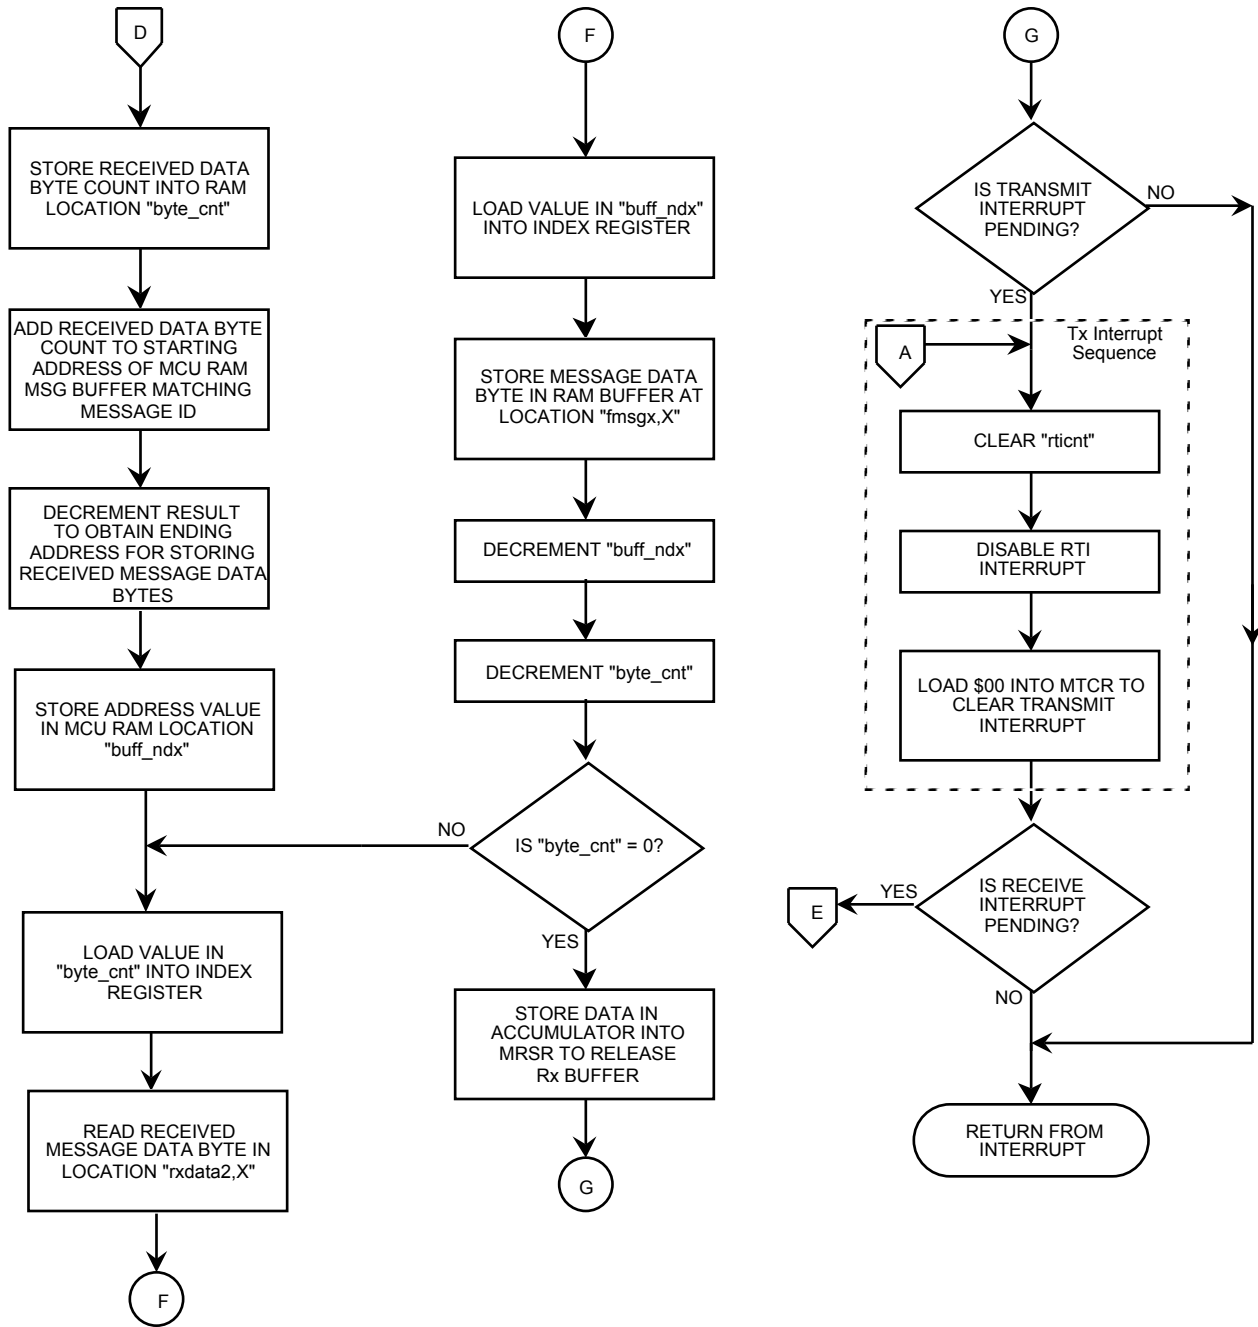 D
STORE RECEIVED DATA
BYTE COUNT INTO RAM
LOCATION "byte_cnt"
ADD RECEIVED DATA BYTE
COUNT TO STARTING
ADDRESS OF MCU RAM
MSG BUFFER MATCHING
MESSAGE ID
DECREMENT RESULT
TO OBTAIN ENDING
ADDRESS FOR STORING
RECEIVED MESSAGE DATA
BYTES
STORE ADDRESS VALUE
IN MCU RAM LOCATION
"buff_ndx"
LOAD VALUE IN
"byte_cnt" INTO INDEX
REGISTER
READ RECEIVED
MESSAGE DATA BYTE IN
LOCATION "rxdata2,X"
F
F
LOAD VALUE IN "buff_ndx"
INTO INDEX REGISTER
STORE MESSAGE DATA
BYTE IN RAM BUFFER AT
LOCATION "fmsgx,X"
DECREMENT "buff_ndx"
DECREMENT "byte_cnt"
NO
IS "byte_cnt" = 0?
YES
STORE DATA IN
ACCUMULATOR INTO
MRSR TO RELEASE
Rx BUFFER
G
G
IS TRANSMIT
INTERRUPT
PENDING?
NO
YES
Tx Interrupt
Sequence
A
CLEAR "rticnt"
DISABLE RTI
INTERRUPT
LOAD $00 INTO MTCR TO
CLEAR TRANSMIT
INTERRUPT
IS RECEIVE
INTERRUPT
PENDING?
YES
E
NO
RETURN FROM
INTERRUPT